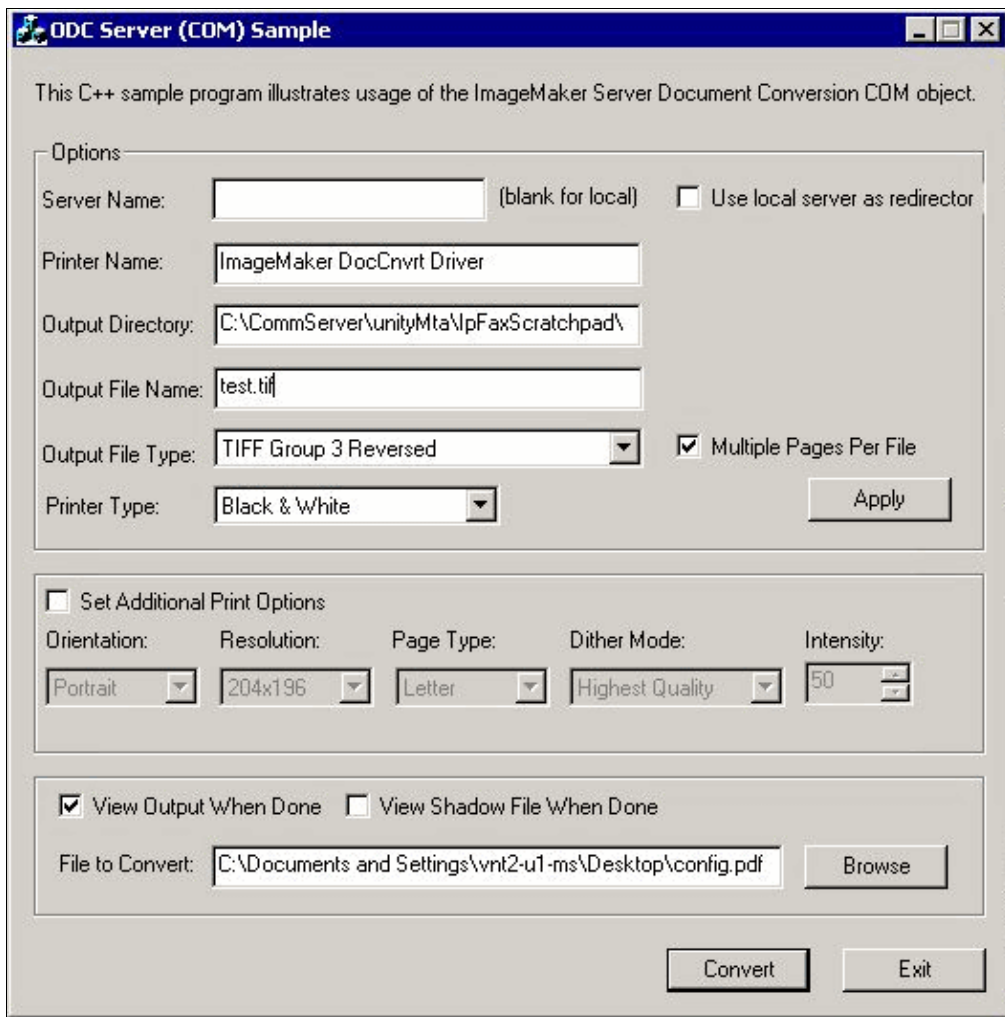 ODC Server (COM) Sample
This C++ sample program illustrates usage of the ImageMaker Server Document Conversion COM object.
Options
Server Name: (blank for local) Use local server as redirector
Printer Name: ImageMaker DocCnvrt Driver
Output Directory: C:\CommServer\unityMta\IpFaxScratchpad\
Output File Name: test.tif
Output File Type: TIFF Group 3 Reversed Multiple Pages Per File
Printer Type: Black & White Apply
Set Additional Print Options
Orientation: Resolution: Page Type: Dither Mode: Intensity:
Portrait 204x196 Letter Highest Quality 50
View Output When Done View Shadow File When Done
File to Convert: C:\Documents and Settings\vnt2-u1-ms\Desktop\config.pdf Browse
Convert Exit